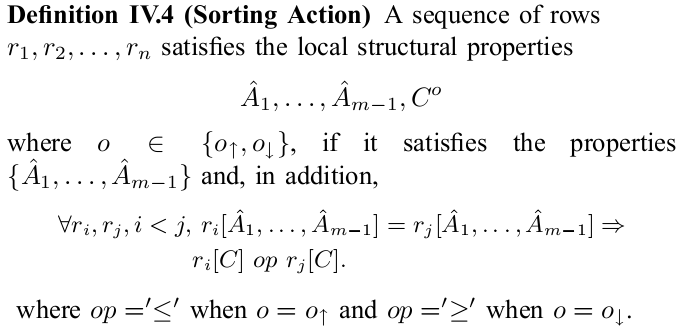 Definition IV.4 (Sorting Action) A sequence of rows
r₁, r₂, . . . , rₙ satisfies the local structural properties
Â₁, . . . , Âₘ₋₁, Cᵒ
where o ∈ {o↑, o↓}, if it satisfies the properties
{Â₁, . . . , Âₘ₋₁} and, in addition,
∀rᵢ, rⱼ, i < j, rᵢ[Â₁, . . . , Âₘ₋₁] = rⱼ[Â₁, . . . , Âₘ₋₁] ⇒
rᵢ[C] op rⱼ[C].
where op =′≤′ when o = o↑ and op =′≥′ when o = o↓.